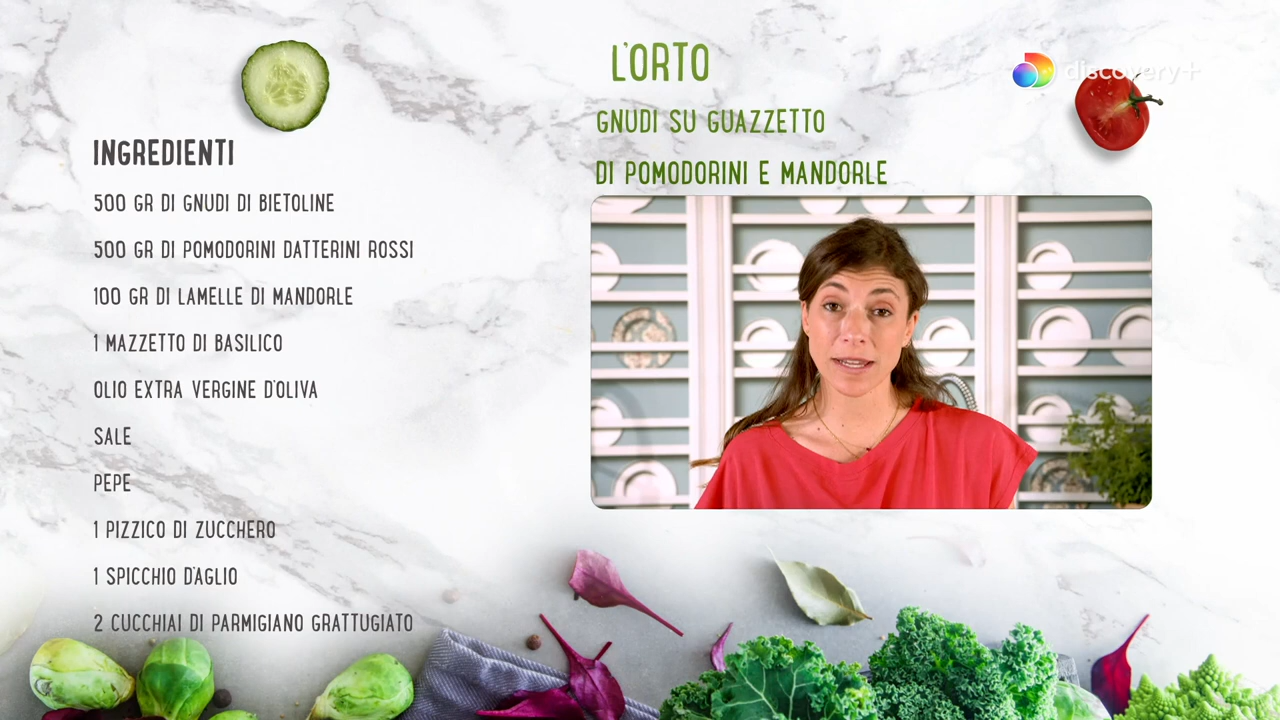 L'ORTO
GNUDI SU GUAZZETTO
DI POMODORINI E MANDORLE
discovery+
INGREDIENTI
500 GR DI GNUDI DI BIETOLINE
500 GR DI POMODORINI DATTERINI ROSSI
100 GR DI LAMELLE DI MANDORLE
1 MAZZETTO DI BASILICO
OLIO EXTRA VERGINE D'OLIVA
SALE
PEPE
1 PIZZICO DI ZUCCHERO
1 SPICCHIO D'AGLIO
2 CUCCHIAI DI PARMIGIANO GRATTUGIATO